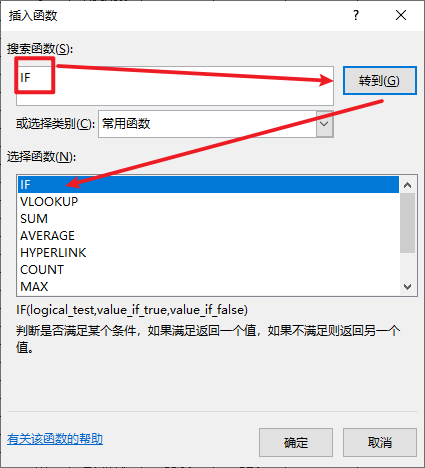 插入函数
搜索函数(S):
IF
转到(G)
或选择类别(C): 常用函数
选择函数(N):
IF
VLOOKUP
SUM
AVERAGE
HYPERLINK
COUNT
MAX
IF(logical_test,value_if_true,value_if_false)
判断是否满足某个条件，如果满足返回一个值，如果不满足则返回另一个
值。
有关该函数的帮助
确定
取消